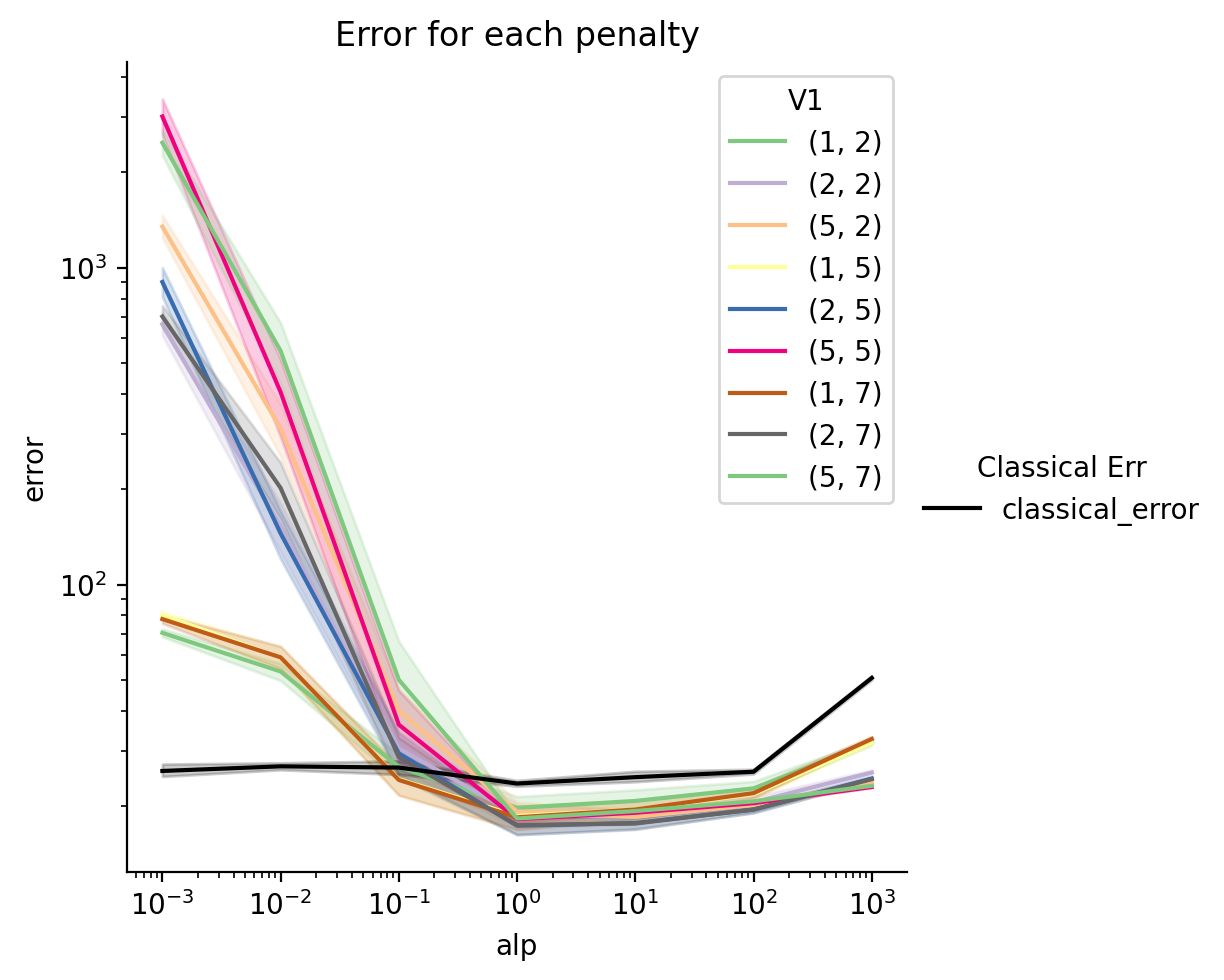 Error for each penalty
V1
(1, 2)
(2, 2)
(5, 2)
(1, 5)
(2, 5)
(5, 5)
(1, 7)
(2, 7)
(5, 7)
Classical Err
classical_error
error
10³
10²
10⁻³ 10⁻² 10⁻¹ 10⁰ 10¹ 10² 10³
alp